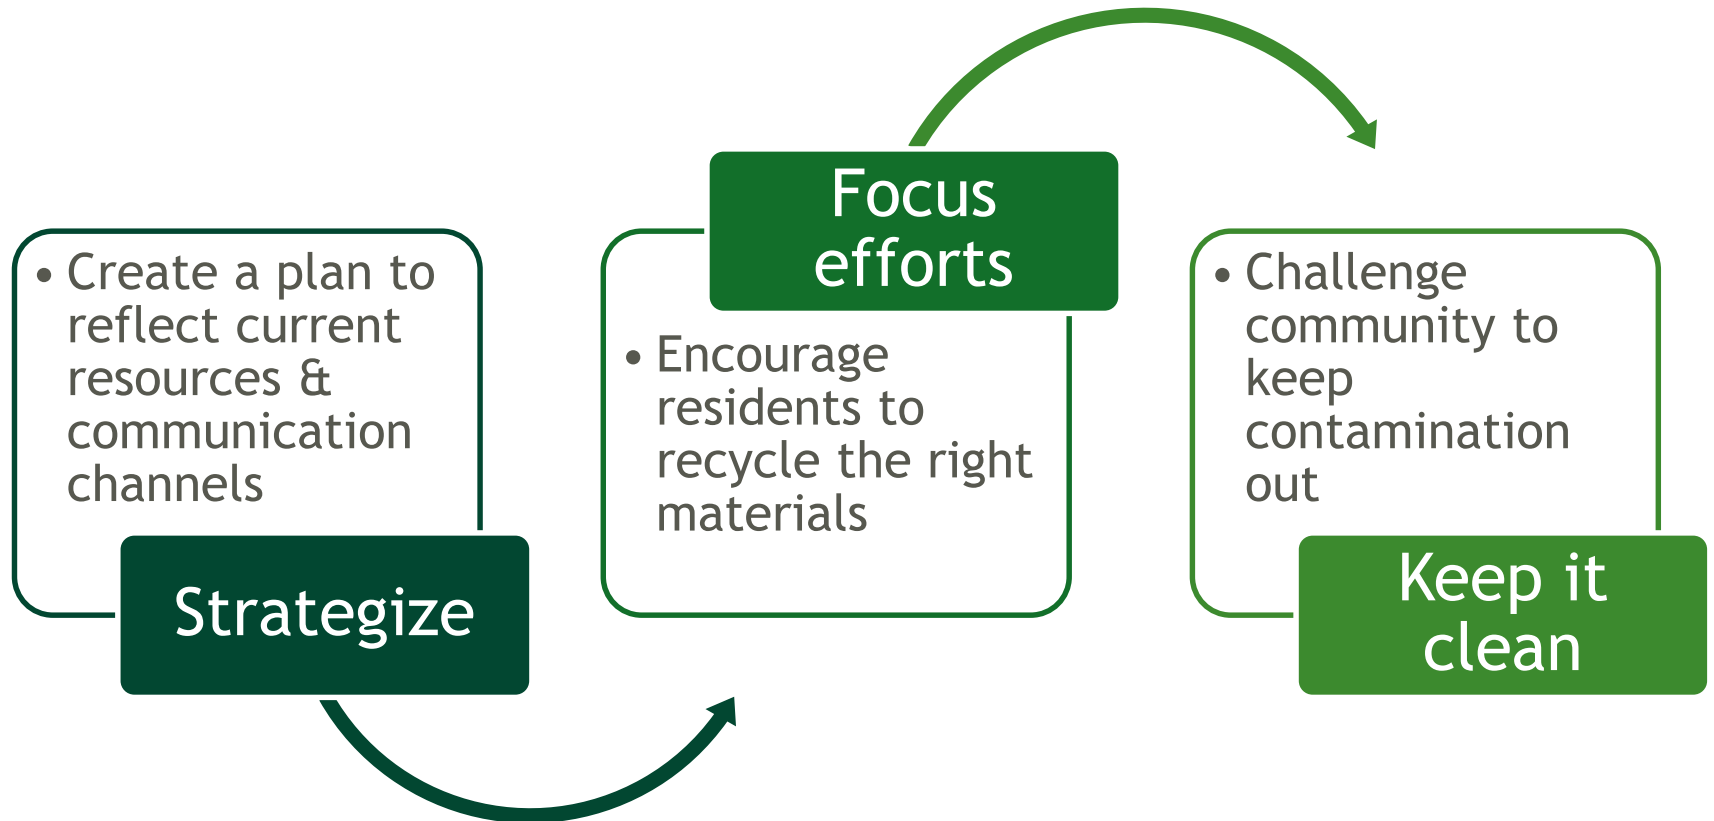 • Create a plan to
reflect current
resources &
communication
channels
Strategize
Focus
efforts
• Encourage
residents to
recycle the right
materials
• Challenge
community to
keep
contamination
out
Keep it
clean